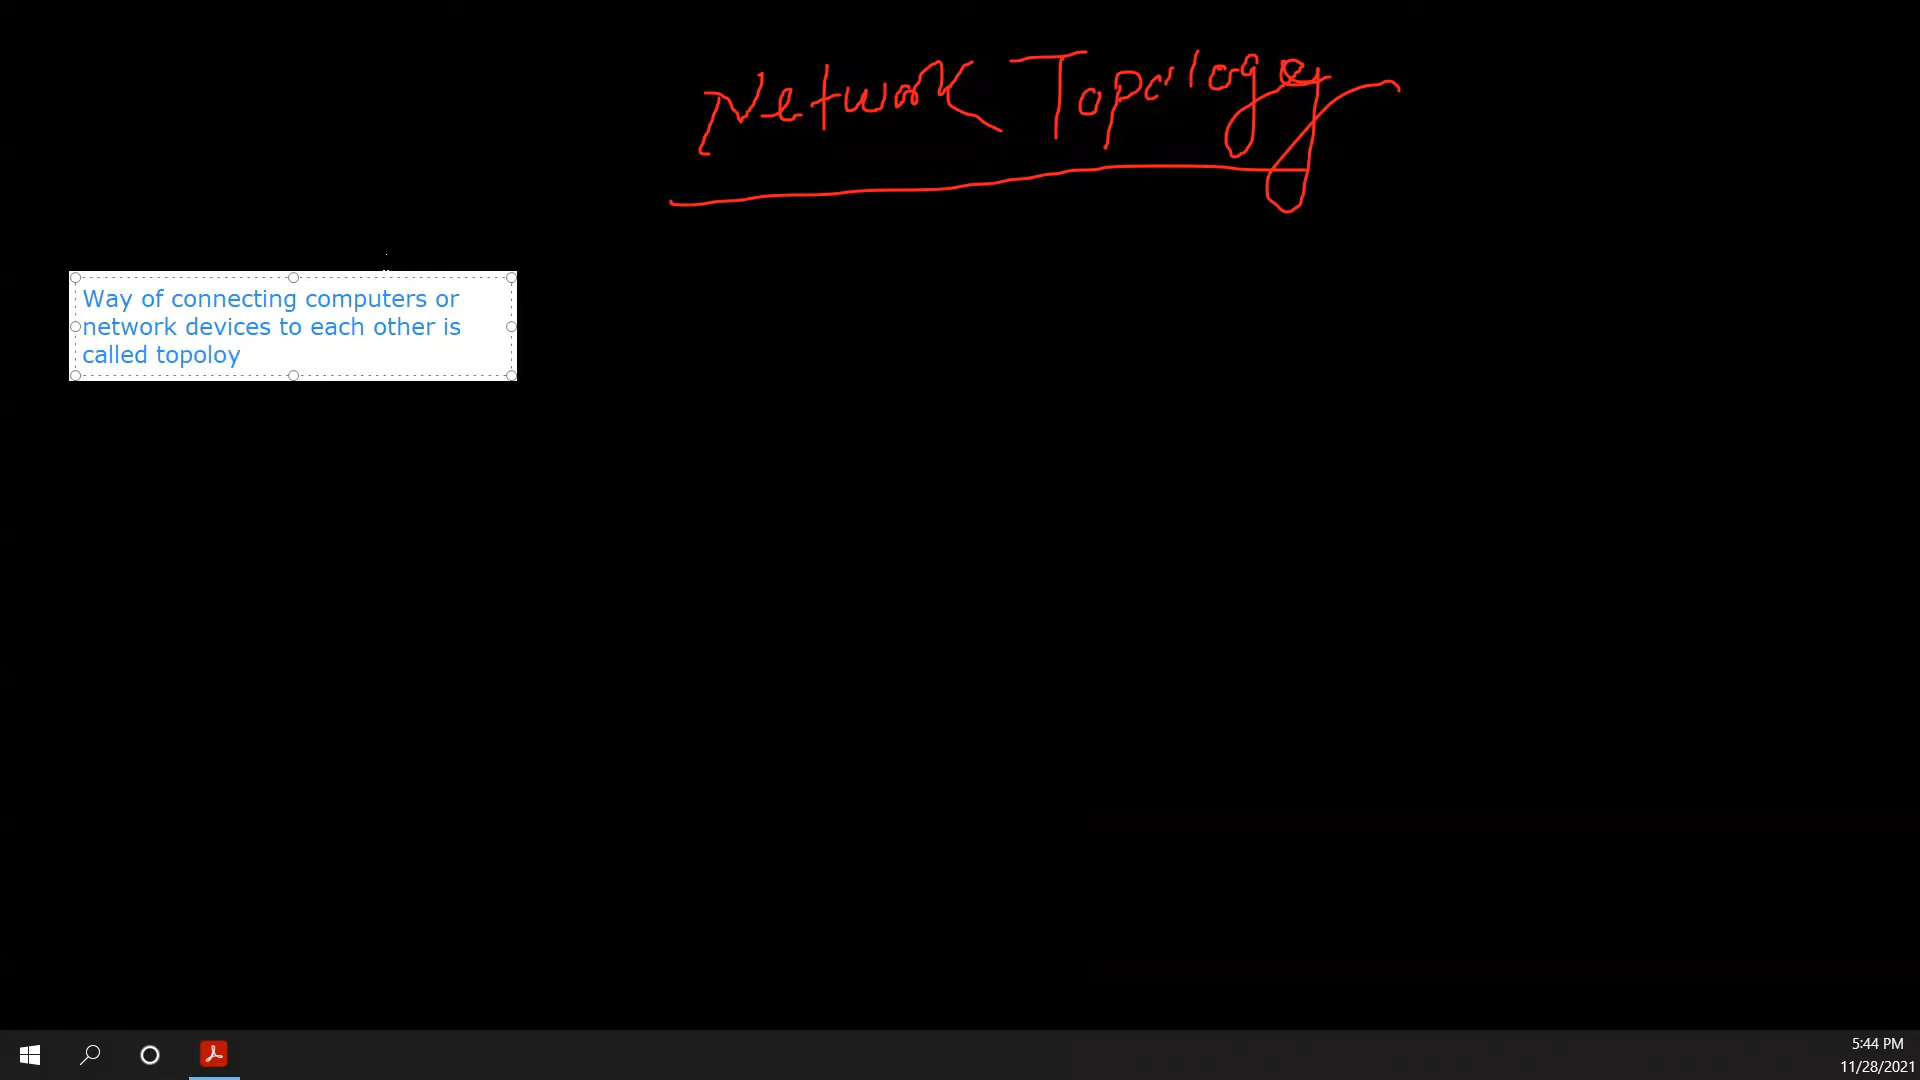 Network Topology
Way of connecting computers or
network devices to each other is
called topoloy
5:44 PM
11/28/2021